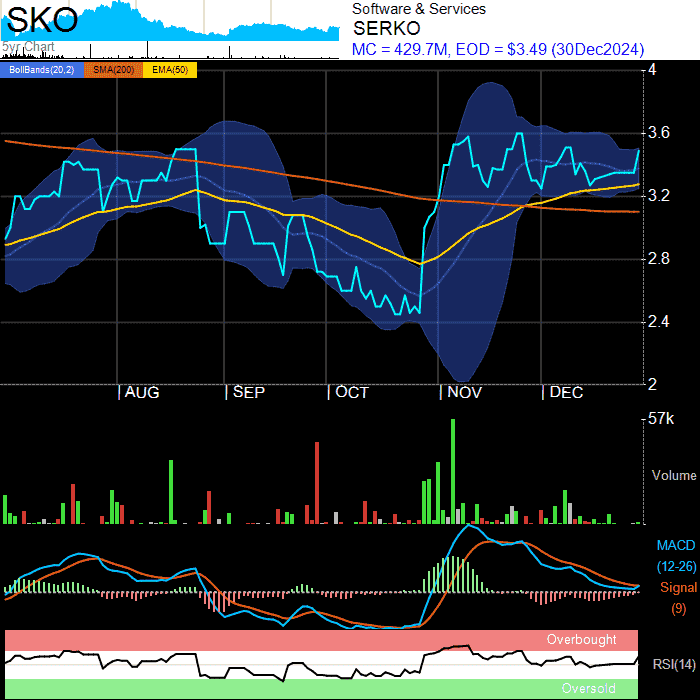 SKO
5yr Chart
Software & Services
SERKO
MC = 429.7M, EOD = $3.49 (30Dec2024)
BollBands(20,2) SMA(200) EMA(50)
4
3.6
3.2
2.8
2.4
2
AUG SEP OCT NOV DEC
57k
Volume
MACD
(12-26)
Signal
(9)
Overbought
RSI(14)
Oversold